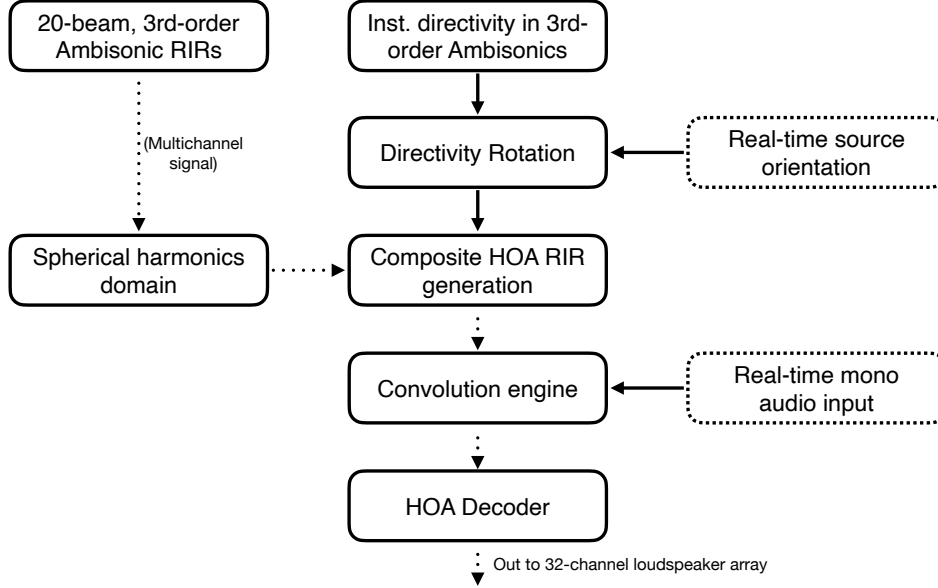 20-beam, 3rd-order
Ambisonic RIRs
Inst. directivity in 3rd-
order Ambisonics
(Multichannel
signal)
Directivity Rotation
Real-time source
orientation
Spherical harmonics
domain
Composite HOA RIR
generation
Convolution engine
Real-time mono
audio input
HOA Decoder
Out to 32-channel loudspeaker array